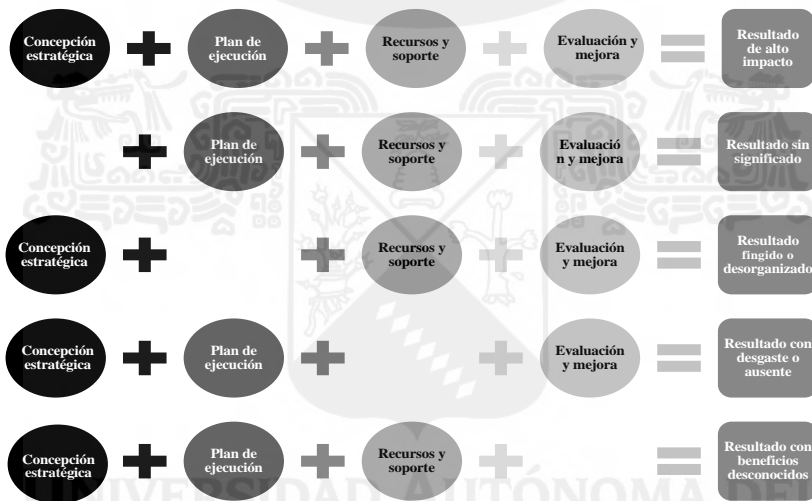 Concepción
estratégica
+
Plan de
ejecución
+
Recursos y
soporte
+
Evaluación y
mejora
=
Resultado
de alto
impacto
+
Plan de
ejecución
+
Recursos y
soporte
+
Evaluació
n y mejora
=
Resultado sin
significado
Concepción
estratégica
+
+
Recursos y
soporte
+
Evaluación
y mejora
=
Resultado
fingido o
desorganizado
Concepción
estratégica
+
Plan de
ejecución
+
+
Evaluación
y mejora
=
Resultado con
desgaste o
ausente
Concepción
estratégica
+
Plan de
ejecución
+
Recursos y
soporte
+
=
Resultado con
beneficios
desconocidos
UNIVERSIDAD AUTÓNOMA DEL